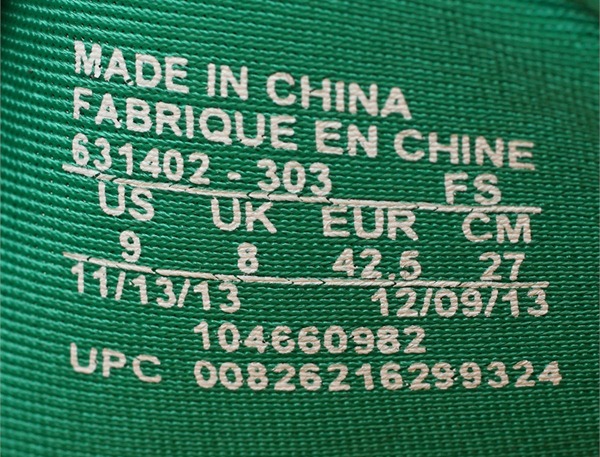 MADE IN CHINA
FABRIQUE EN CHINE
631402 - 303 FS
US UK EUR CM
9 8 42.5 27
11/13/13 12/09/13
104660982
UPC 00826216299324